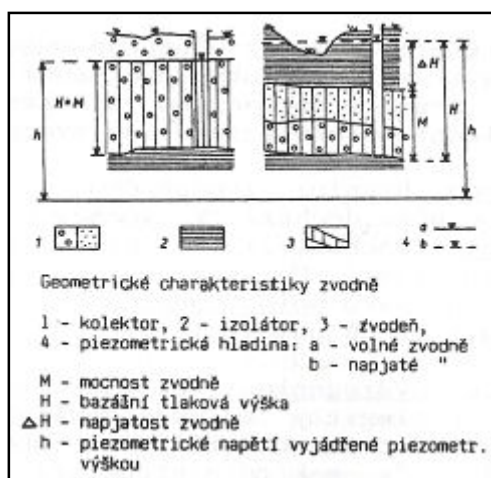 H=M
h
ΔH
M
H
h
1
2
3
4
a
b
Geometrické charakteristiky zvodně
1 - kolektor, 2 - izolátor, 3 - zvodeň,
4 - piezometrická hladina: a - volné zvodně
b - napjaté "
M - mocnost zvodně
H - bazální tlaková výška
ΔH - napjatost zvodně
h - piezometrické napětí vyjádřené piezometr.
výškou